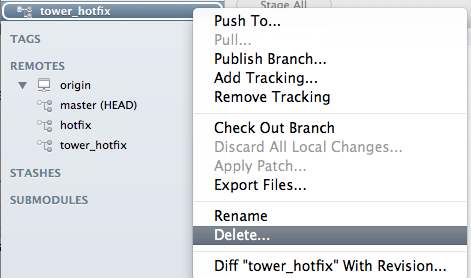 tower_hotfix
Stage All
TAGS
REMOTES
origin
master (HEAD)
hotfix
tower_hotfix
STASHES
SUBMODULES
Push To...
Pull...
Publish Branch...
Add Tracking...
Remove Tracking
Check Out Branch
Discard All Local Changes...
Apply Patch...
Export Files...
Rename
Delete...
Diff "tower_hotfix" With Revision...